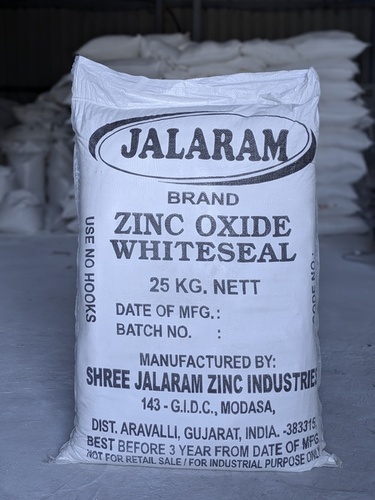 JALARAM
BRAND
ZINC OXIDE
WHITESEAL
25 KG. NETT
DATE OF MFG. :
BATCH NO. :
MANUFACTURED BY:
SHREE JALARAM ZINC INDUSTRIES
143 - G.I.D.C., MODASA,
DIST. ARAVALLI, GUJARAT, INDIA. -383315,
BEST BEFORE 3 YEAR FROM DATE OF MFG
NOT FOR RETAIL SALE / FOR INDUSTRIAL PURPOSE ONLY
USE NO HOOKS
CODE NO.: